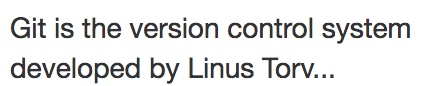 Git is the version control system
developed by Linus Torv...